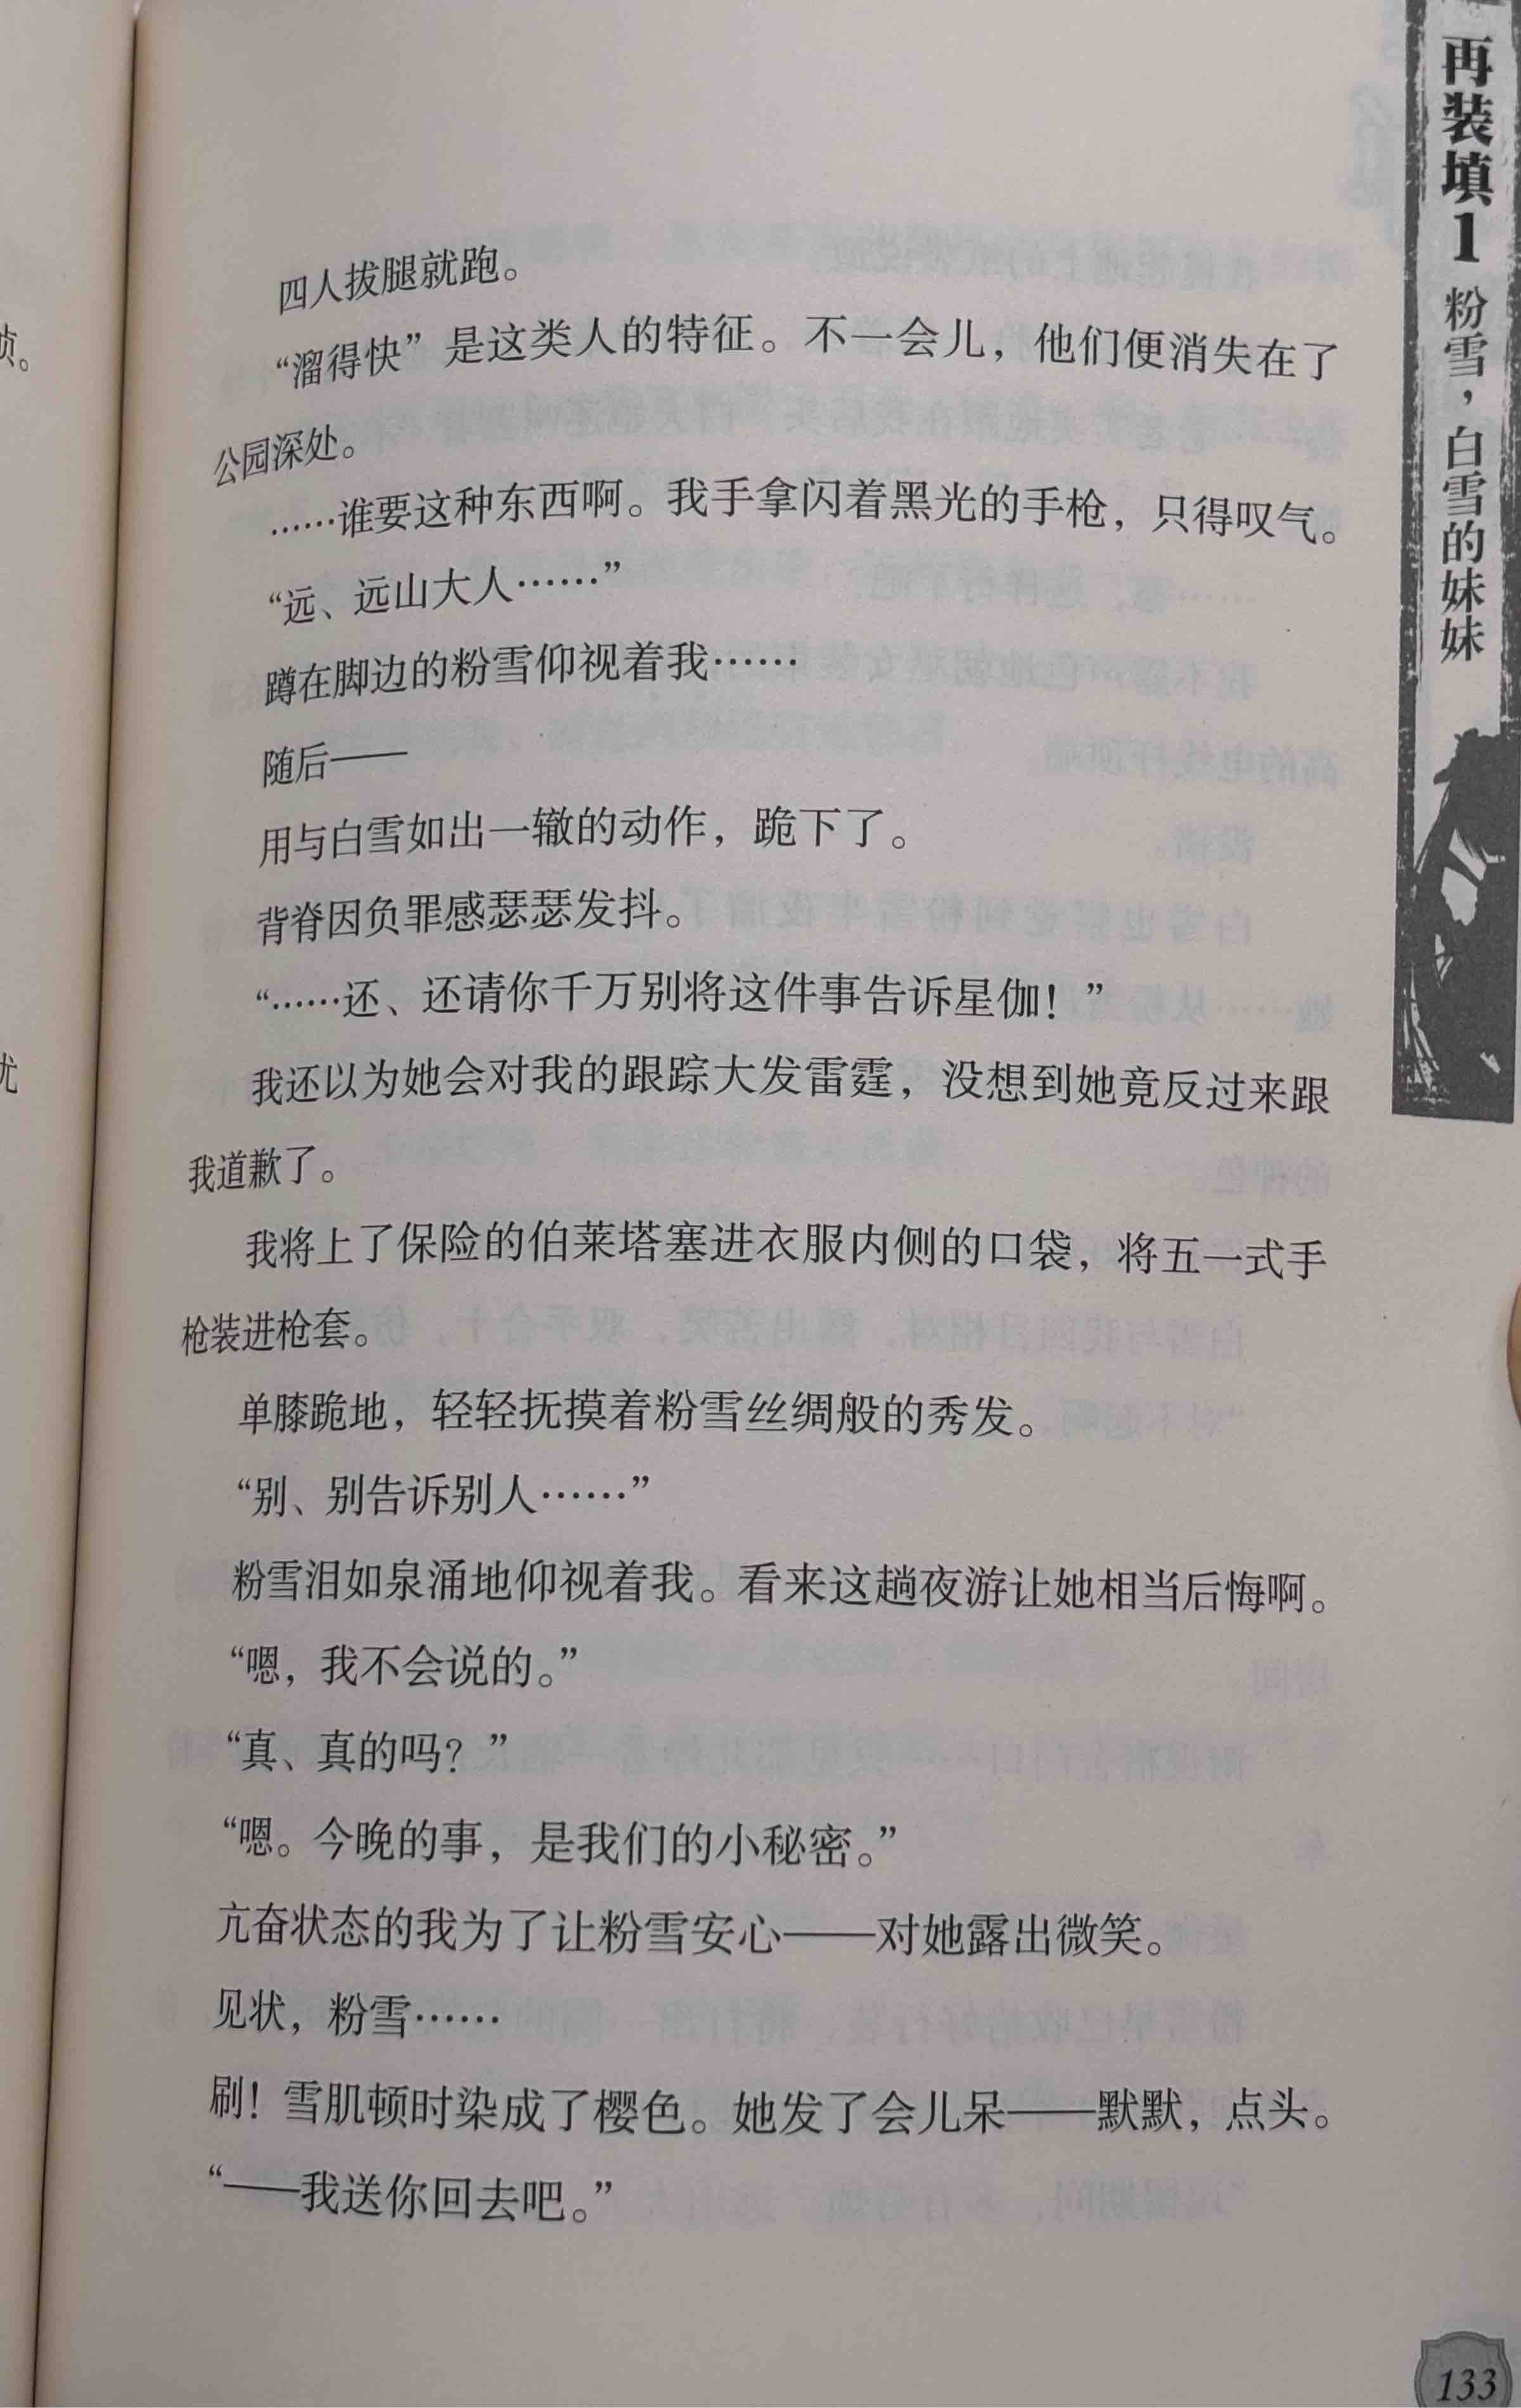 再装填1 粉雪，白雪的妹妹
四人拔腿就跑。
“溜得快”是这类人的特征。不一会儿，他们便消失在了
公园深处。
……谁要这种东西啊。我手拿闪着黑光的手枪，只得叹气。
“远、远山大人……”
蹲在脚边的粉雪仰视着我……
随后——
用与白雪如出一辙的动作，跪下了。
背脊因负罪感瑟瑟发抖。
“……还、还请你千万别将这件事告诉星伽！”
我还以为她会对我的跟踪大发雷霆，没想到她竟反过来跟
我道歉了。
我将上了保险的伯莱塔塞进衣服内侧的口袋，将五一式手
枪装进枪套。
单膝跪地，轻轻抚摸着粉雪丝绸般的秀发。
“别、别告诉别人……”
粉雪泪如泉涌地仰视着我。看来这趟夜游让她相当后悔啊。
“嗯，我不会说的。”
“真、真的吗？”
“嗯。今晚的事，是我们的小秘密。”
亢奋状态的我为了让粉雪安心——对她露出微笑。
见状，粉雪……
刷！雪肌顿时染成了樱色。她发了会儿呆——默默，点头。
“——我送你回去吧。”
133